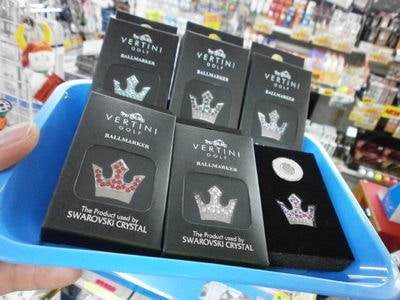 VERTINI
GOLF
BALLMARKER
VERTINI
GOLF
BALLMARKER
VERTINI
GOLF
BALLMARKER
VERTINI
GOLF
BALLMARKER
The Product used by
SWAROVSKI CRYSTAL
VERTINI
GOLF
BALLMARKER
The Product used by
SWAROVSKI CRYSTAL